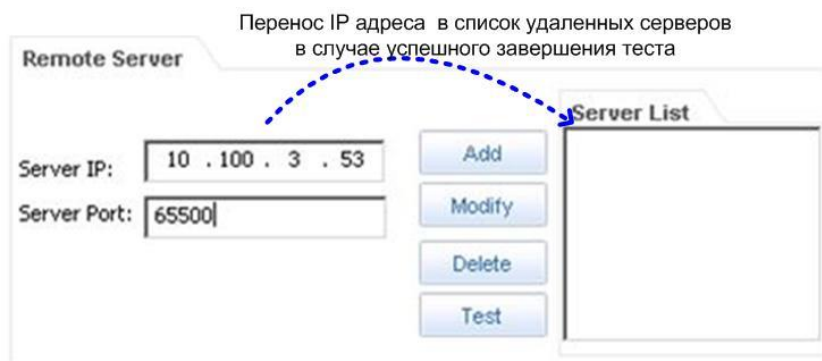 Перенос IP адреса в список удаленных серверов
в случае успешного завершения теста
Remote Server
Server List
Server IP: 10 . 100 . 3 . 53
Add
Server Port: 65500
Modify
Delete
Test